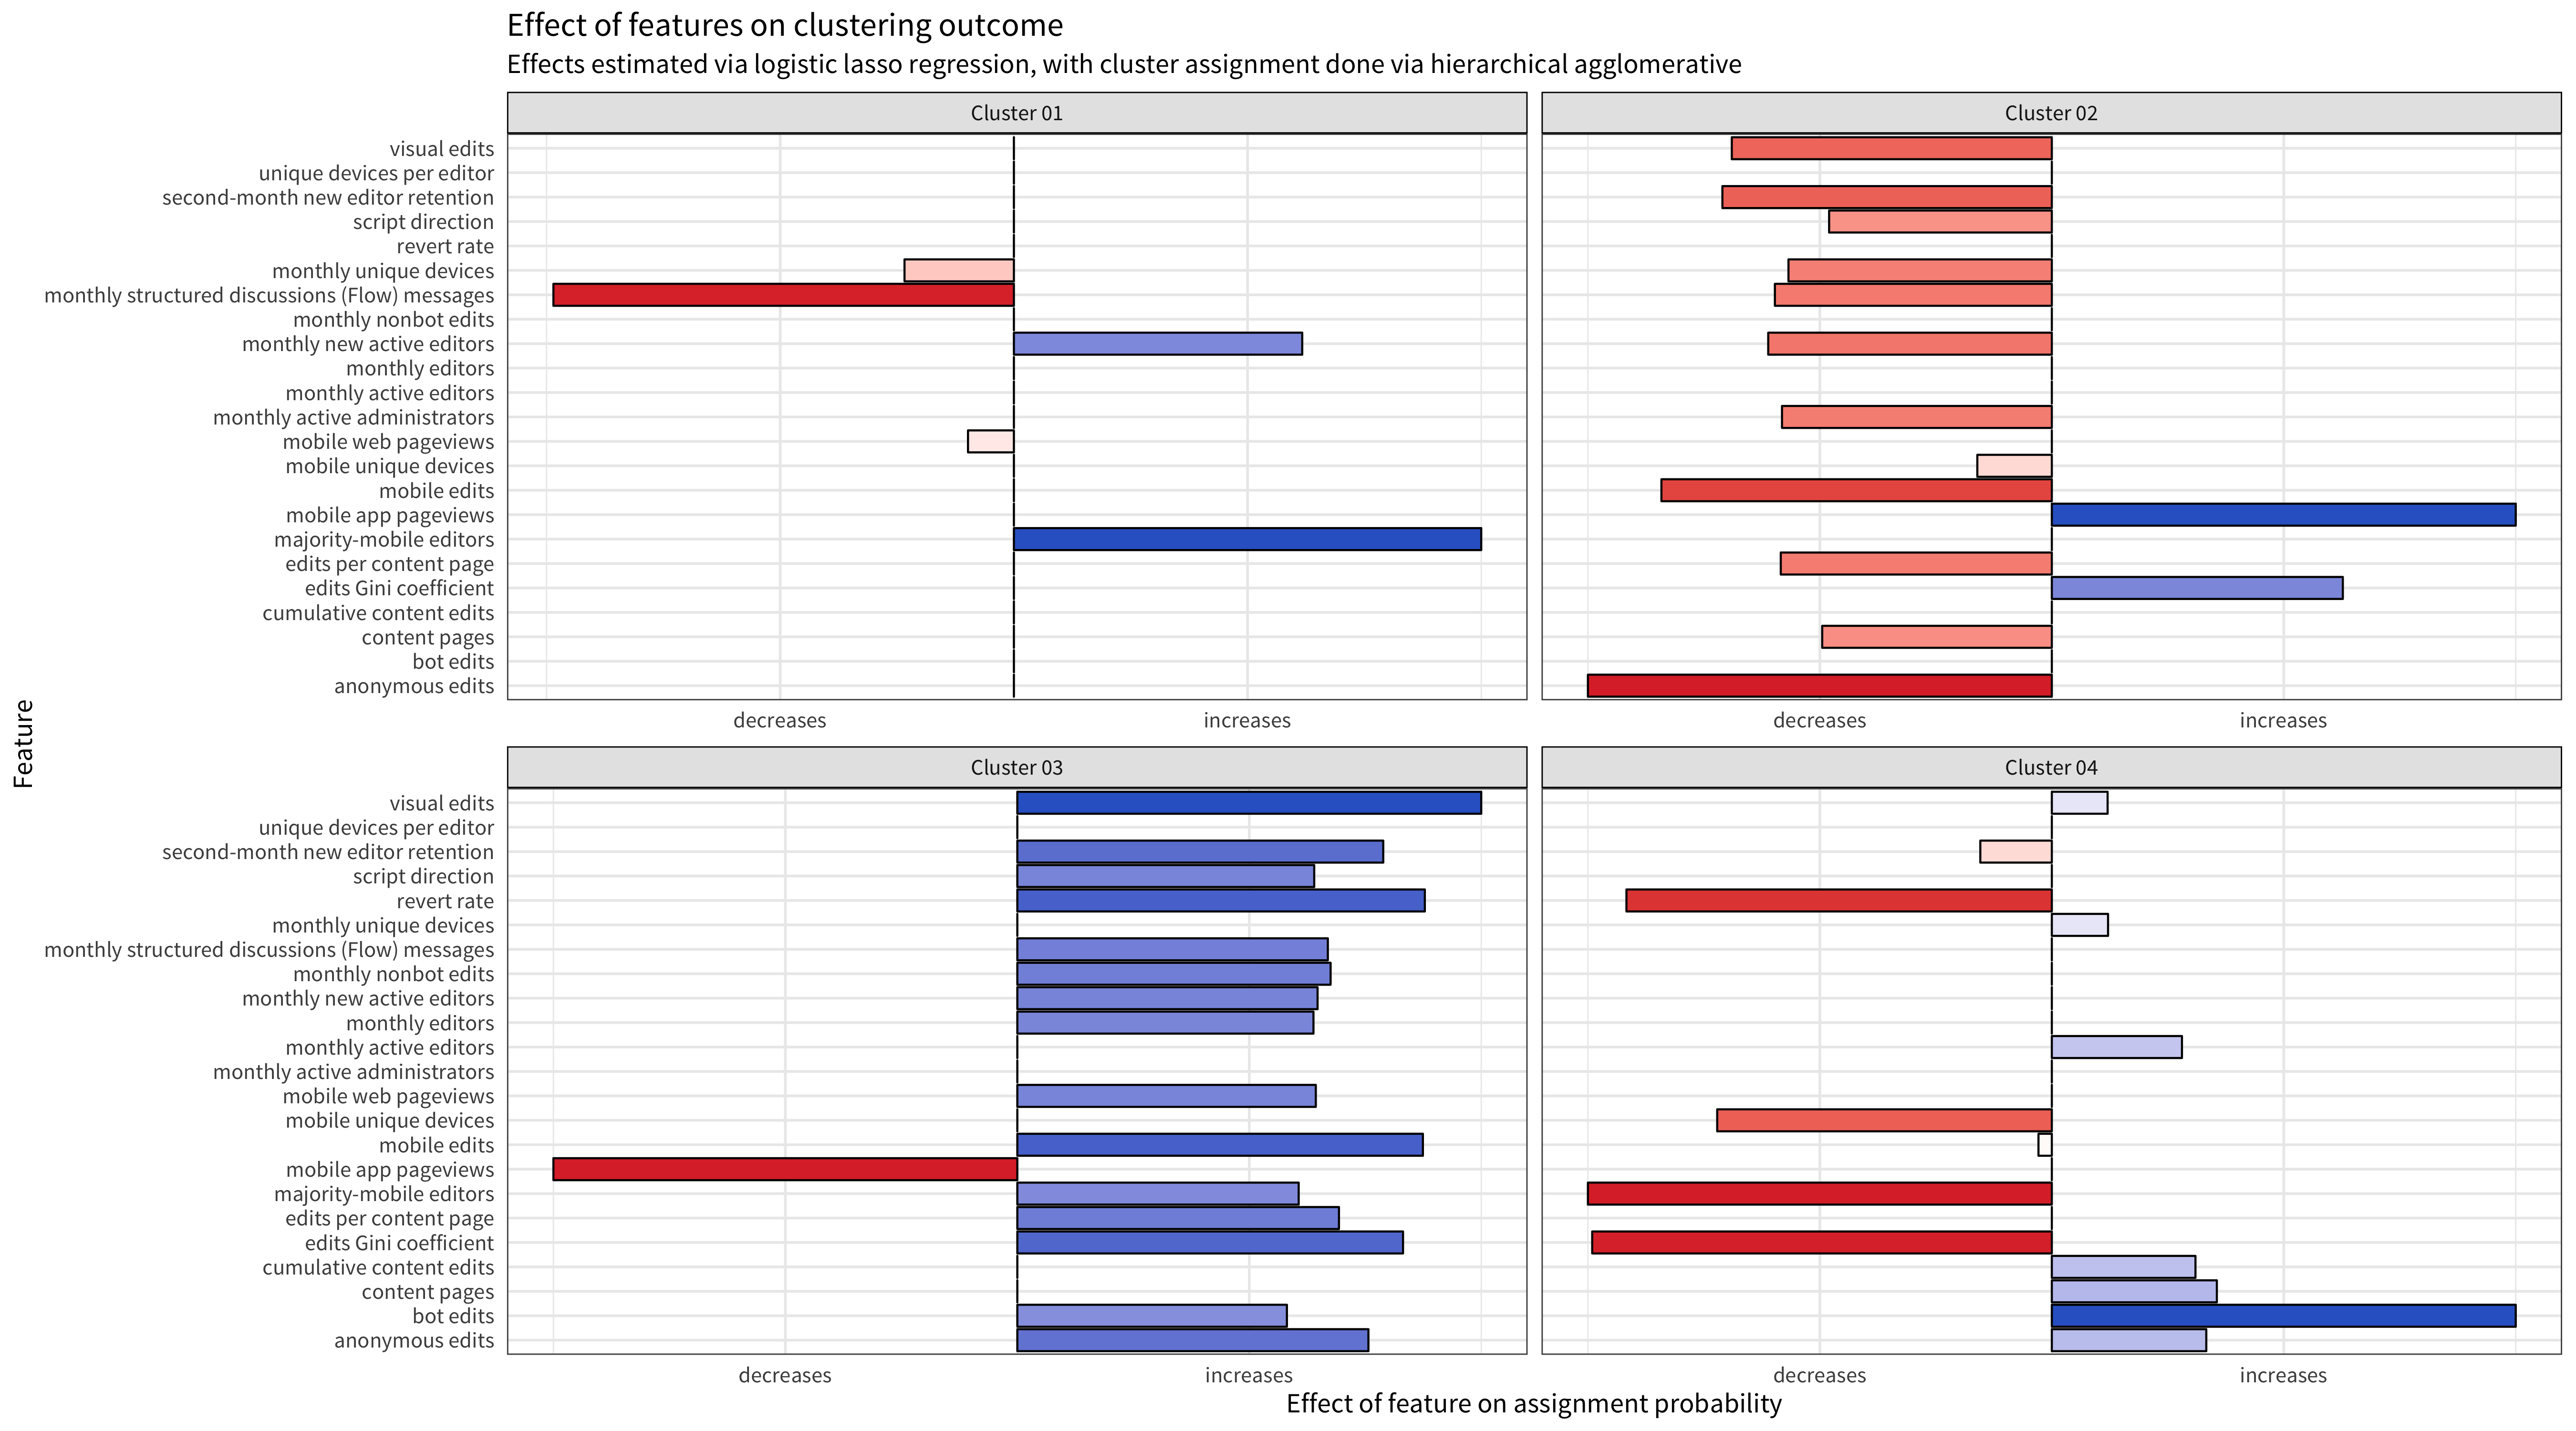 Effect of features on clustering outcome
Effects estimated via logistic lasso regression, with cluster assignment done via hierarchical agglomerative
Cluster 01
Cluster 02
visual edits
unique devices per editor
second-month new editor retention
script direction
revert rate
monthly unique devices
monthly structured discussions (Flow) messages
monthly nonbot edits
monthly new active editors
monthly editors
monthly active editors
monthly active administrators
mobile web pageviews
mobile unique devices
mobile edits
mobile app pageviews
majority-mobile editors
edits per content page
edits Gini coefficient
cumulative content edits
content pages
bot edits
anonymous edits
decreases
increases
decreases
increases
Feature
Cluster 03
Cluster 04
visual edits
unique devices per editor
second-month new editor retention
script direction
revert rate
monthly unique devices
monthly structured discussions (Flow) messages
monthly nonbot edits
monthly new active editors
monthly editors
monthly active editors
monthly active administrators
mobile web pageviews
mobile unique devices
mobile edits
mobile app pageviews
majority-mobile editors
edits per content page
edits Gini coefficient
cumulative content edits
content pages
bot edits
anonymous edits
decreases
increases
decreases
increases
Effect of feature on assignment probability